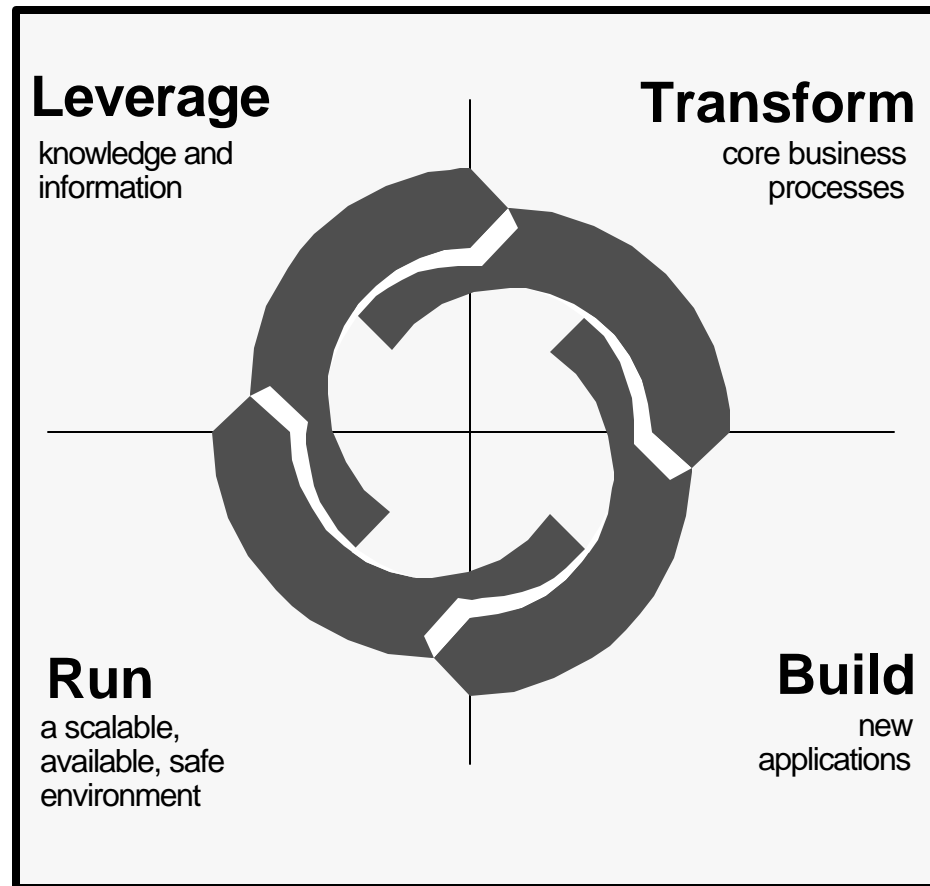 Leverage
knowledge and
information
Transform
core business
processes
Run
a scalable,
available, safe
environment
Build
new
applications